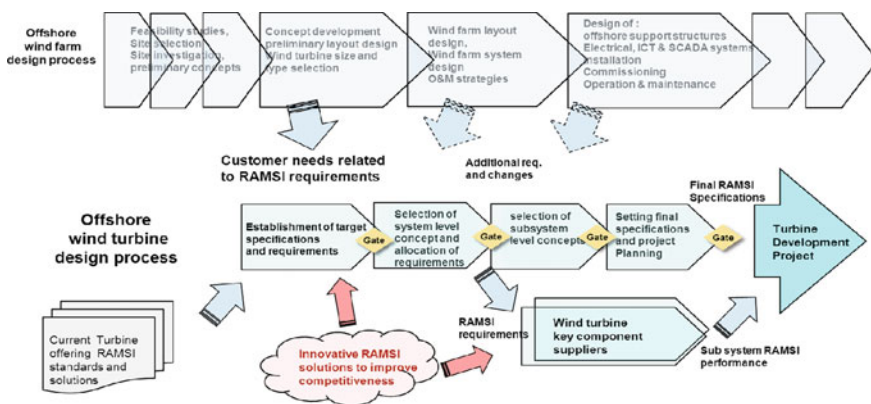 Offshore
wind farm
design process
Feasibility studies,
Site selection,
Site investigation,
preliminary concepts
Concept development
preliminary layout design
Wind turbine size and
type selection
Wind farm layout
design,
Wind farm system
design
O&M strategies
Design of :
offshore support structures
Electrical, ICT & SCADA systems
installation
Commissioning
Operation & maintenance
Customer needs related
to RAMSI requirements
Additional req.
and changes
Final RAMSI
Specifications
Offshore
wind turbine
design process
Establishment of target
specifications
and requirements
Gate
Selection of
system level
concept and
allocation of
requirements
Gate
selection of
subsystem
level concepts
Gate
Setting final
specifications
and project
Planning
Gate
Turbine
Development
Project
Current Turbine
offering RAMSI
standards and
solutions
Innovative RAMSI
solutions to improve
competitiveness
RAMSI
requirements
Wind turbine
key component
suppliers
Sub system RAMSI
performance